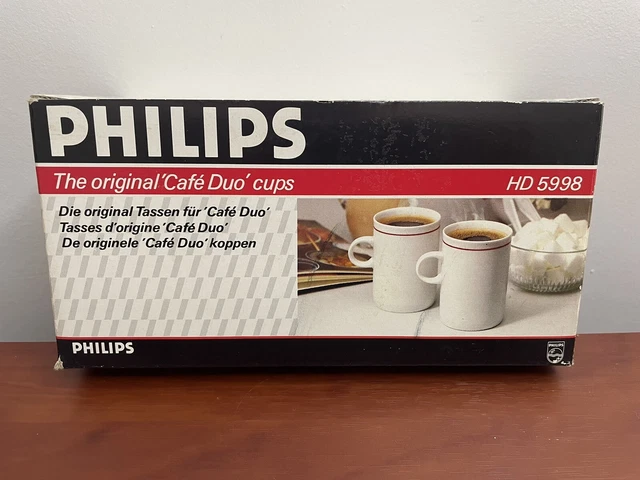 PHILIPS
The original 'Café Duo' cups
HD 5998
Die original Tassen für 'Café Duo'
Tasses d'origine 'Café Duo'
De originele 'Café Duo' koppen
PHILIPS
PHILIPS